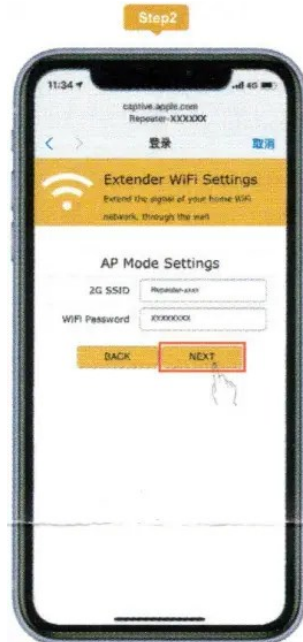 Step2
11:34
4G
captive.apple.com
Repeater-XXXXXX
< > 登录 取消
Extender WiFi Settings
Extend the signal of your home WiFi
network, through the wall
AP Mode Settings
2G SSID Repeater-xxxx
WiFi Password XXXXXXXX
BACK NEXT